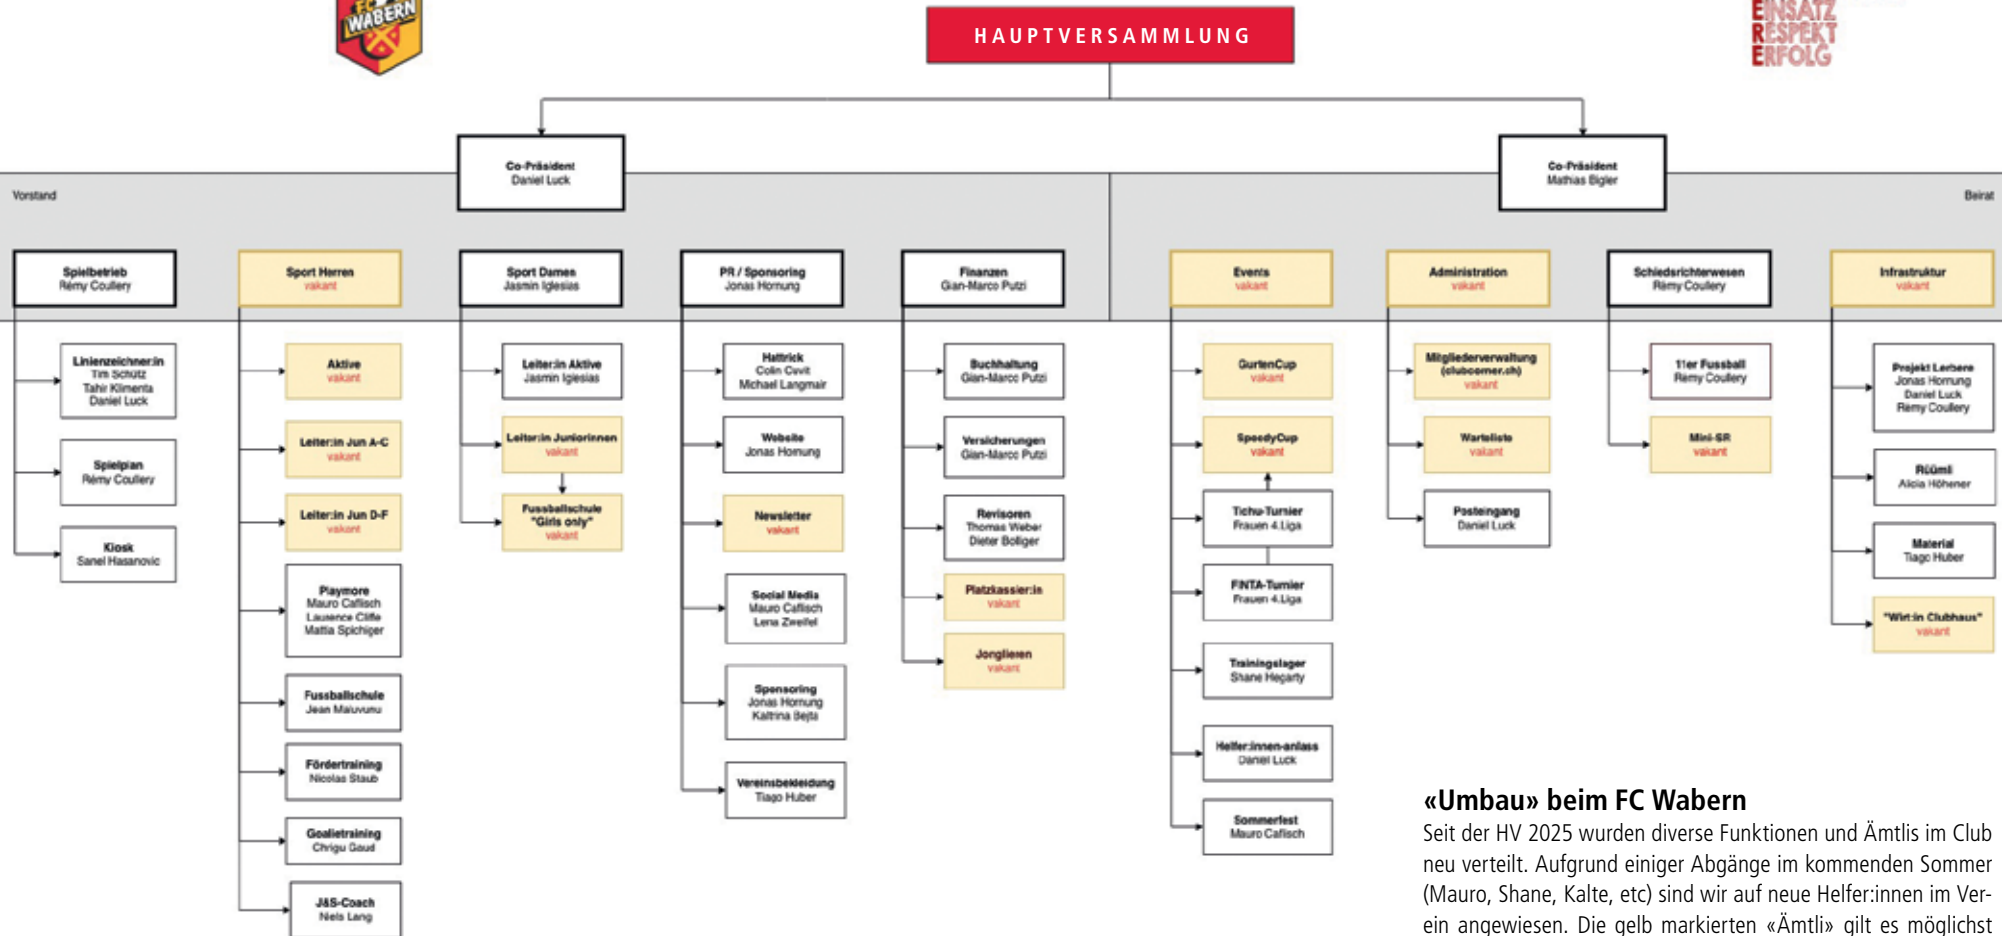 FC
WABERN
HAUPTVERSAMMLUNG
EINSATZ
RESPEKT
ERFOLG
Co-Präsident
Daniel Luck
Co-Präsident
Mathias Bigler
Vorstand
Beirat
Spielbetrieb
Rémy Coullery
Sport Herren
vakant
Sport Damen
Jasmin Iglesias
PR / Sponsoring
Jonas Hornung
Finanzen
Gian-Marco Putzi
Events
vakant
Administration
vakant
Schiedsrichterwesen
Rémy Coullery
Infrastruktur
vakant
Linienzeichner:in
Tim Schütz
Tahir Klimenta
Daniel Luck
Spielplan
Rémy Coullery
Kiosk
Sanel Hasanovic
Aktive
vakant
Leiter:in Jun A-C
vakant
Leiter:in Jun D-F
vakant
Playmore
Mauro Caflisch
Laurence Cliffe
Mattia Spichiger
Fussballschule
Jean Maluvunu
Fördertraining
Nicolas Staub
Goalietraining
Chrigu Gaud
J&S-Coach
Niels Lang
Leiter:in Aktive
Jasmin Iglesias
Leiter:in Juniorinnen
vakant
Fussballschule
"Girls only"
vakant
Hattrick
Colin Cuvit
Michael Langmair
Website
Jonas Hornung
Newsletter
vakant
Social Media
Mauro Caflisch
Lena Zweifel
Sponsoring
Jonas Hornung
Kaltrina Bejta
Vereinsbekleidung
Tiago Huber
Buchhaltung
Gian-Marco Putzi
Versicherungen
Gian-Marco Putzi
Revisoren
Thomas Weber
Dieter Bolliger
Platzkassier:in
vakant
Jonglieren
vakant
GurtenCup
vakant
SpeedyCup
vakant
Tichu-Turnier
Frauen 4.Liga
FINTA-Turnier
Frauen 4.Liga
Trainingslager
Shane Hegarty
Helfer:innen-anlass
Daniel Luck
Sommerfest
Mauro Caflisch
Mitgliederverwaltung
(clubcorner.ch)
vakant
Warteliste
vakant
Posteingang
Daniel Luck
11er Fussball
Rémy Coullery
Mini-SR
vakant
Projekt Lerbere
Jonas Hornung
Daniel Luck
Rémy Coullery
Rüümli
Alicia Höhener
Material
Tiago Huber
"Wirt:in Clubhaus"
vakant
«Umbau» beim FC Wabern
Seit der HV 2025 wurden diverse Funktionen und Ämtlis im Club
neu verteilt. Aufgrund einiger Abgänge im kommenden Sommer
(Mauro, Shane, Kalte, etc) sind wir auf neue Helfer:innen im Ver-
ein angewiesen. Die gelb markierten «Ämtli» gilt es möglichst